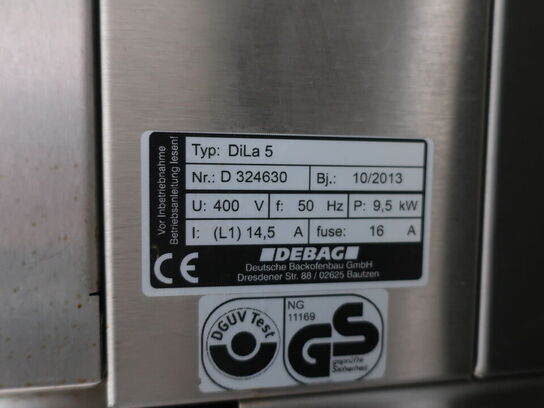 Vor Inbetriebnahme
Betriebsanleitung lesen!
Typ: DiLa 5
Nr.: D 324630 Bj.: 10/2013
U: 400 V f: 50 Hz P: 9,5 kW
I: (L1) 14,5 A fuse: 16 A
CE
DEBAG
Deutsche Backofenbau GmbH
Dresdener Str. 88 / 02625 Bautzen
DGUV Test
NG
11169
GS
geprüfte
Sicherheit